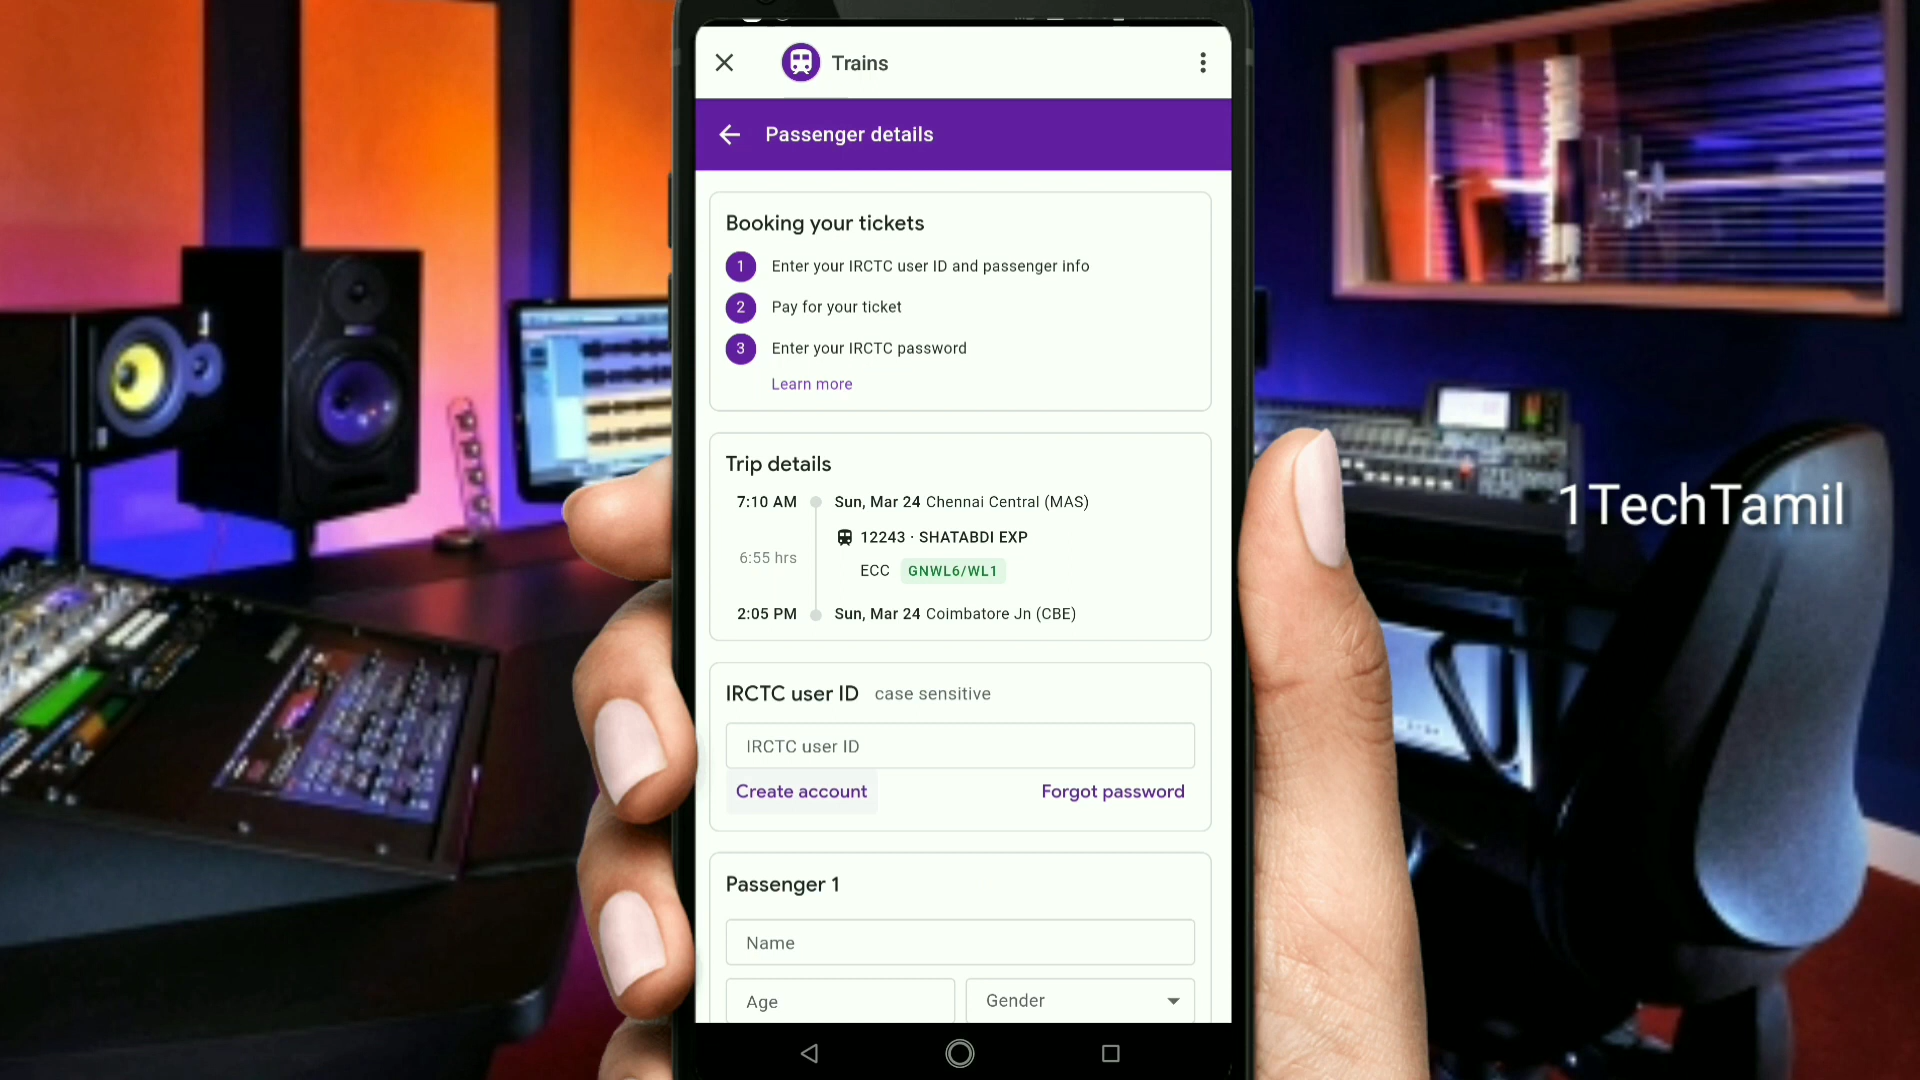 Trains
Passenger details
Booking your tickets
1 Enter your IRCTC user ID and passenger info
2 Pay for your ticket
3 Enter your IRCTC password
Learn more
Trip details
7:10 AM Sun, Mar 24 Chennai Central (MAS)
12243 · SHATABDI EXP
6:55 hrs
ECC GNWL6/WL1
2:05 PM Sun, Mar 24 Coimbatore Jn (CBE)
IRCTC user ID case sensitive
IRCTC user ID
Create account Forgot password
Passenger 1
Name
Age Gender
1TechTamil